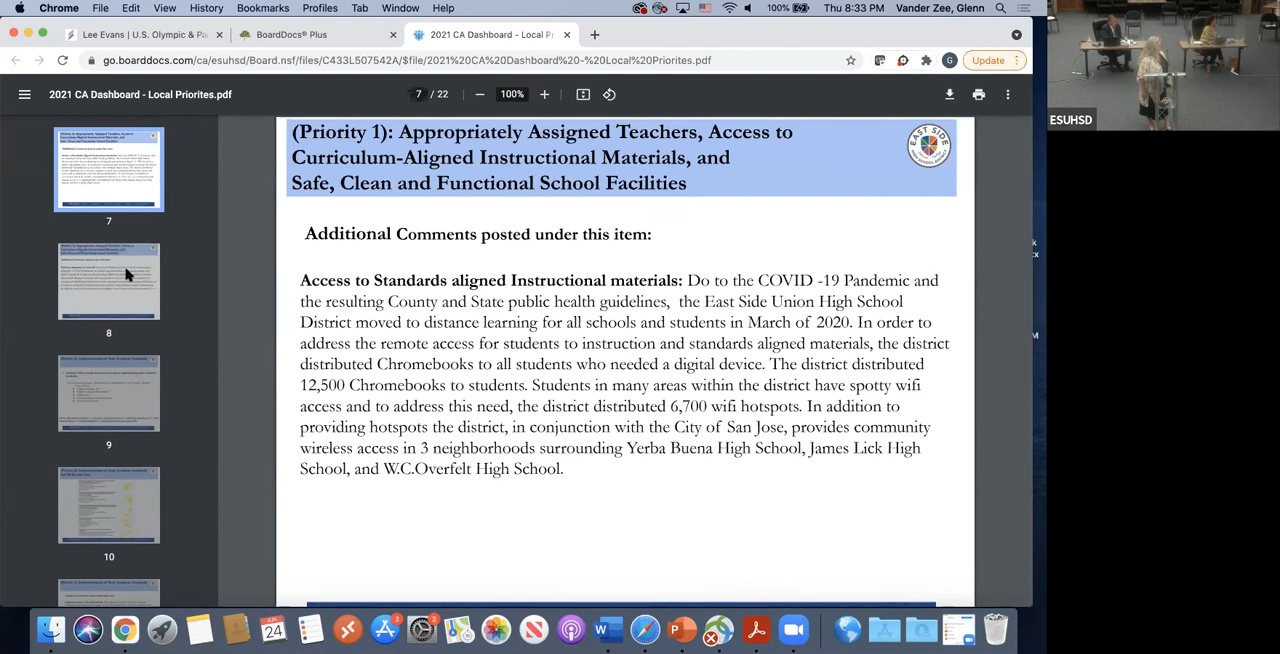 Chrome File Edit View History Bookmarks Profiles Tab Window Help 100% Thu 8:33 PM Vander Zee, Glenn
Lee Evans | U.S. Olympic & Pa
BoardDocs® Plus
2021 CA Dashboard - Local Pr
go.boarddocs.com/ca/esuhsd/Board.nsf/files/C433L507542A/$file/2021%20CA%20Dashboard%20-%20Local%20Priorites.pdf
G Update
2021 CA Dashboard - Local Priorites.pdf
7 / 22
100%
ESUHSD
7
8
9
10
(Priority 1): Appropriately Assigned Teachers, Access to
Curriculum-Aligned Instructional Materials, and
Safe, Clean and Functional School Facilities
EAST SIDE
Additional Comments posted under this item:
Access to Standards aligned Instructional materials: Do to the COVID -19 Pandemic and
the resulting County and State public health guidelines, the East Side Union High School
District moved to distance learning for all schools and students in March of 2020. In order to
address the remote access for students to instruction and standards aligned materials, the district
distributed Chromebooks to all students who needed a digital device. The district distributed
12,500 Chromebooks to students. Students in many areas within the district have spotty wifi
access and to address this need, the district distributed 6,700 wifi hotspots. In addition to
providing hotspots the district, in conjunction with the City of San Jose, provides community
wireless access in 3 neighborhoods surrounding Yerba Buena High School, James Lick High
School, and W.C.Overfelt High School.
JUN
24
3
2